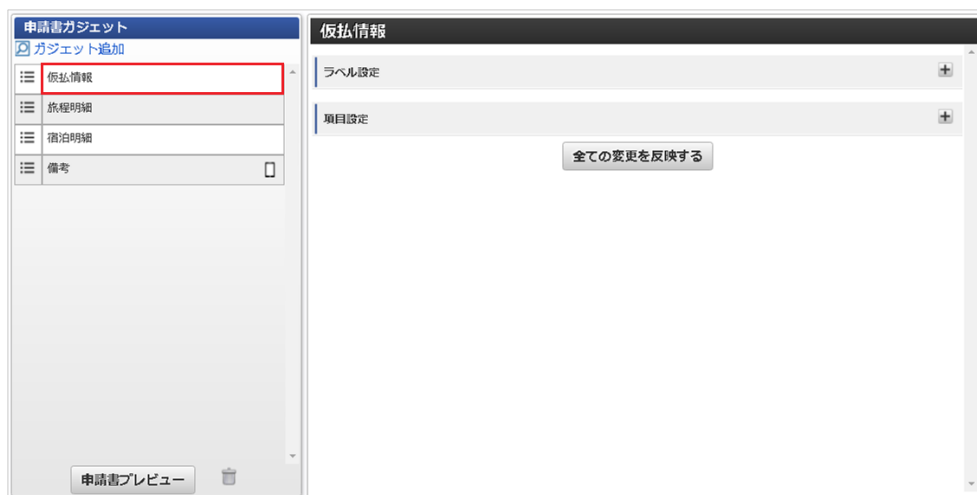 申請書ガジェット
ガジェット追加
仮払情報
旅程明細
宿泊明細
備考
申請書プレビュー
仮払情報
ラベル設定
項目設定
全ての変更を反映する